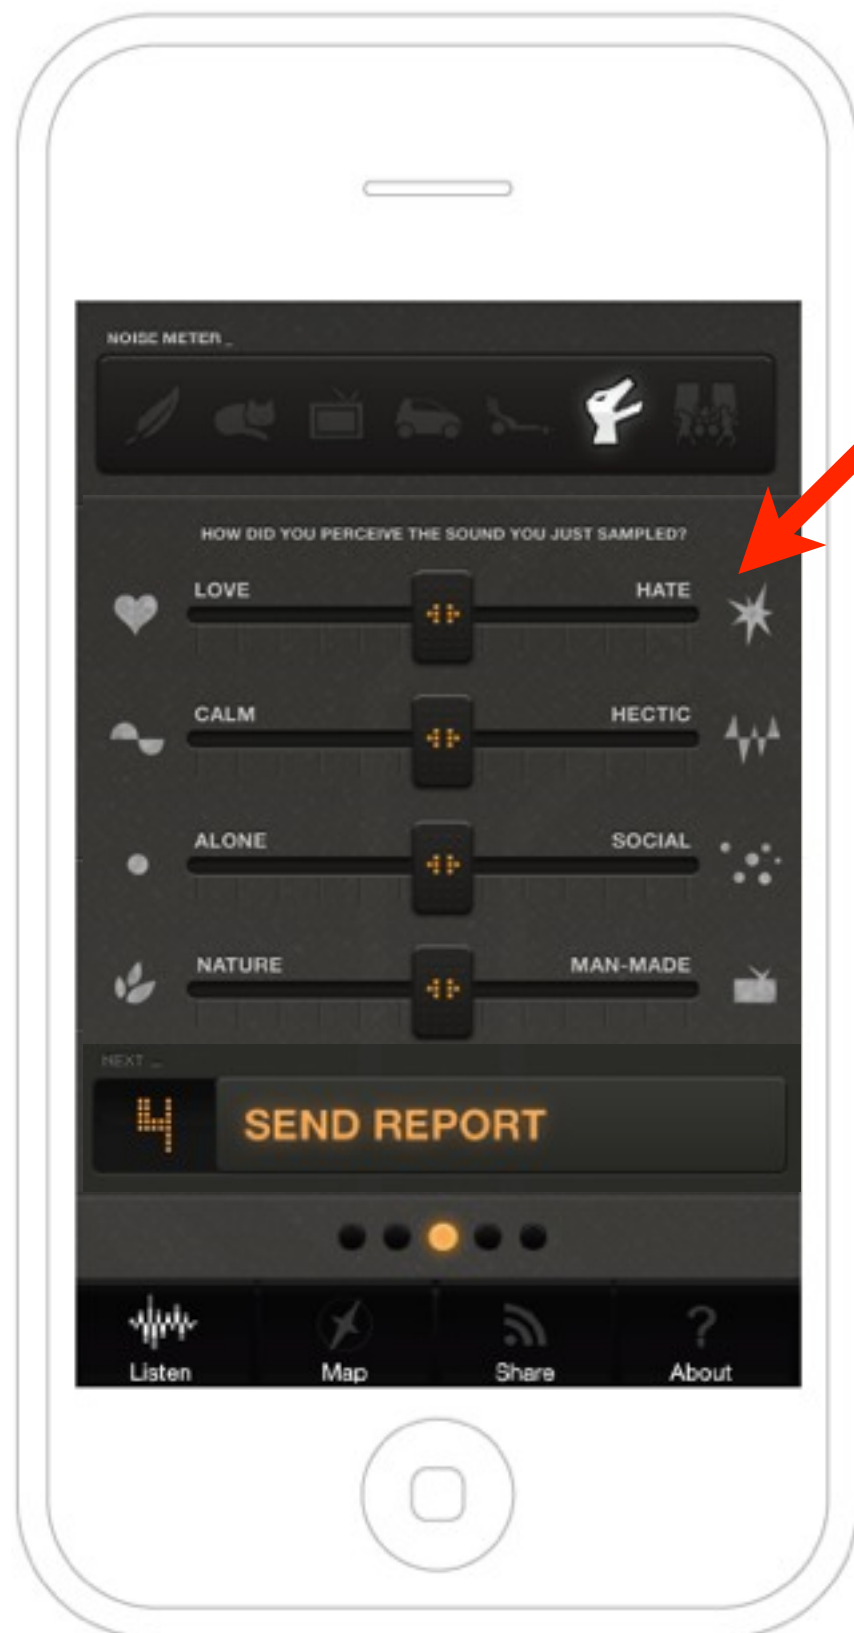 NOISE METER _
HOW DID YOU PERCEIVE THE SOUND YOU JUST SAMPLED?
LOVE HATE
CALM HECTIC
ALONE SOCIAL
NATURE MAN-MADE
NEXT _
4 SEND REPORT
?
Listen Map Share About